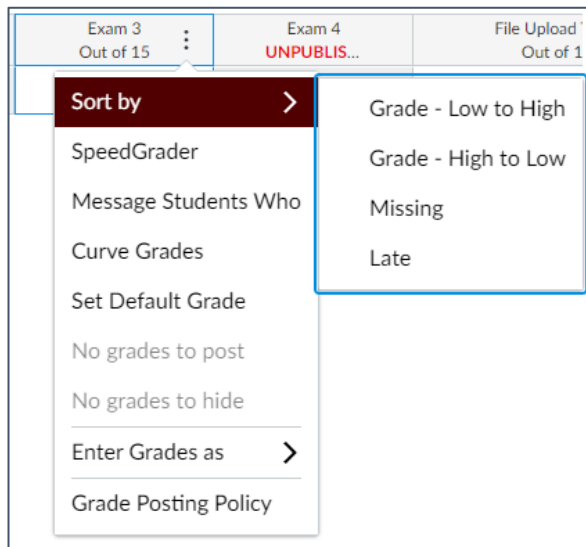 Exam 3
Out of 15
Exam 4
UNPUBLIS...
File Upload
Out of 1
Sort by
SpeedGrader
Message Students Who
Curve Grades
Set Default Grade
No grades to post
No grades to hide
Enter Grades as
Grade Posting Policy
Grade - Low to High
Grade - High to Low
Missing
Late